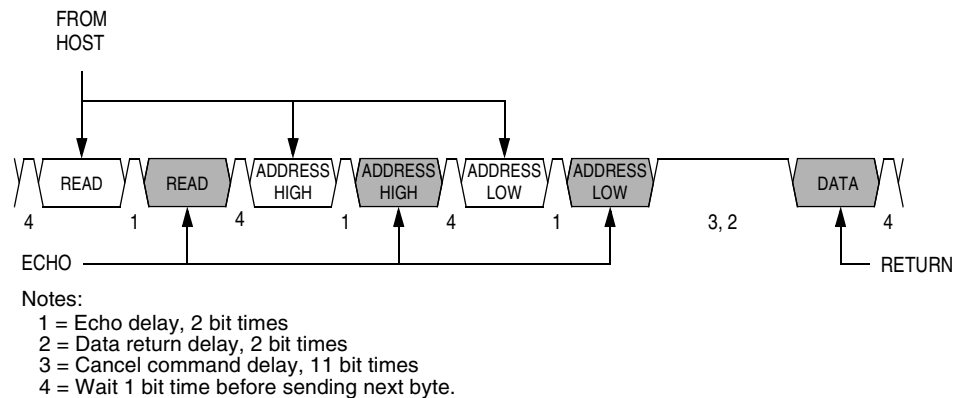 FROM
HOST
READ
READ
ADDRESS
HIGH
ADDRESS
HIGH
ADDRESS
LOW
ADDRESS
LOW
DATA
4 1 4 1 4 1 3, 2 4
ECHO
RETURN
Notes:
1 = Echo delay, 2 bit times
2 = Data return delay, 2 bit times
3 = Cancel command delay, 11 bit times
4 = Wait 1 bit time before sending next byte.